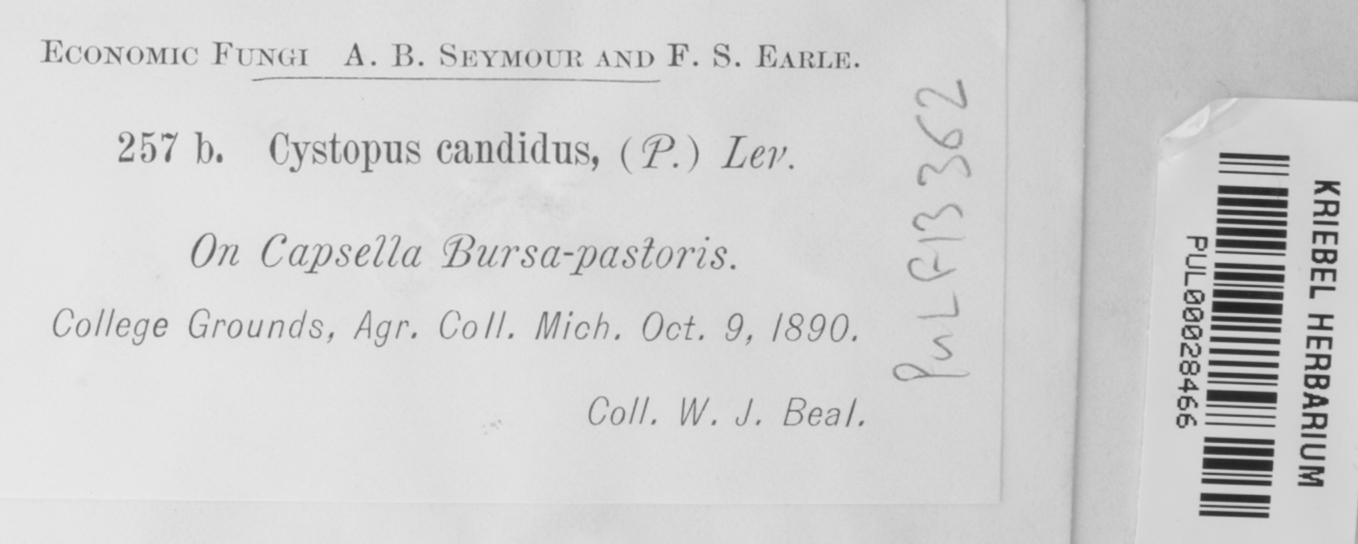 ECONOMIC FUNGI A. B. SEYMOUR AND F. S. EARLE.
257 b. Cystopus candidus, (P.) Lev.
On Capsella Bursa-pastoris.
College Grounds, Agr. Coll. Mich. Oct. 9, 1890.
Coll. W. J. Beal.
PUL F13362
KRIEBEL HERBARIUM
PUL00028466